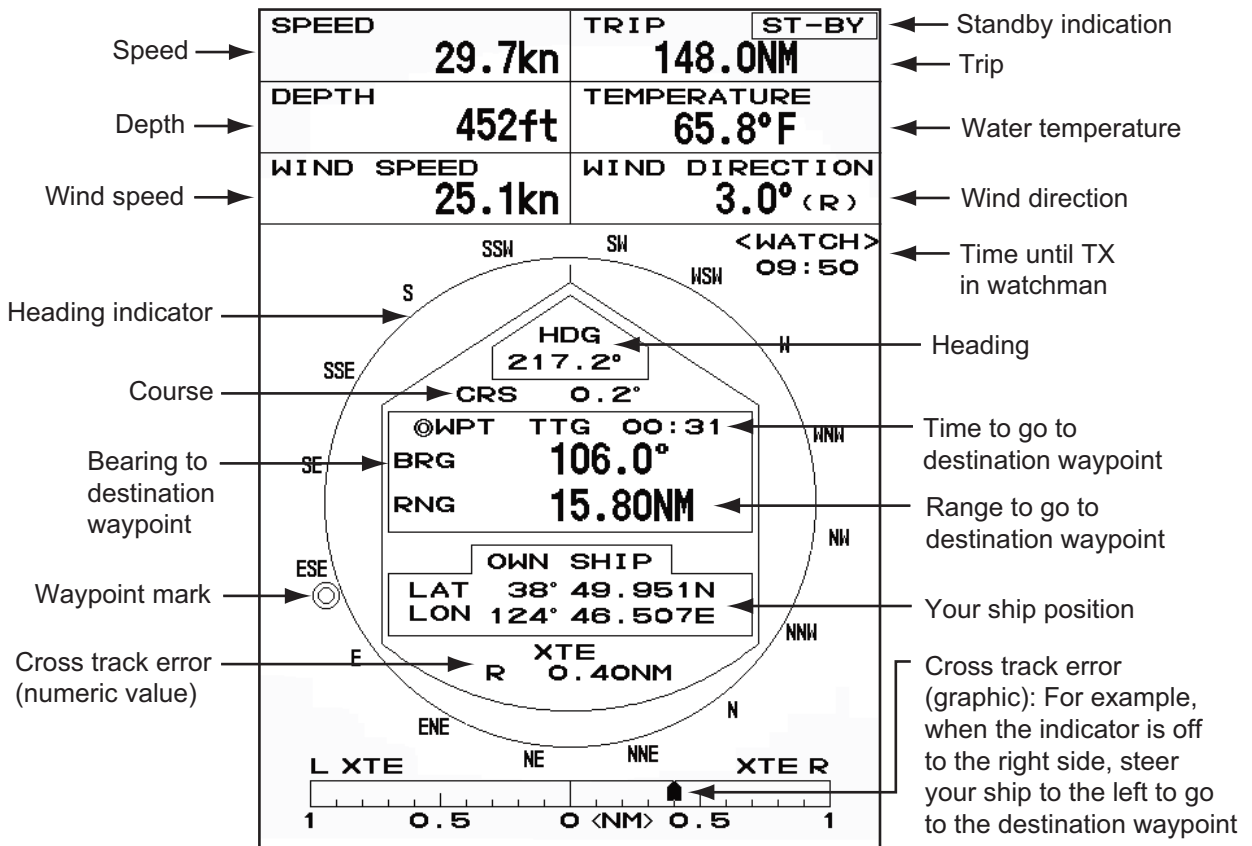 SPEED
29.7kn
TRIP
ST-BY
148.0NM
DEPTH
452ft
TEMPERATURE
65.8°F
WIND SPEED
25.1kn
WIND DIRECTION
3.0° (R)
<WATCH>
09:50
SSW
SW
WSW
S
W
SSE
WNW
SE
NW
ESE
NNW
E
N
ENE
NE
NNE
HDG
217.2°
CRS 0.2°
◎WPT TTG 00:31
BRG 106.0°
RNG 15.80NM
OWN SHIP
LAT 38° 49.951N
LON 124° 46.507E
XTE
R 0.40NM
L XTE
XTE R
1 0.5 0 <NM> 0.5 1
Speed
Depth
Wind speed
Heading indicator
Course
Bearing to
destination
waypoint
Waypoint mark
Cross track error
(numeric value)
Standby indication
Trip
Water temperature
Wind direction
Time until TX
in watchman
Heading
Time to go to
destination waypoint
Range to go to
destination waypoint
Your ship position
Cross track error
(graphic): For example,
when the indicator is off
to the right side, steer
your ship to the left to go
to the destination waypoint